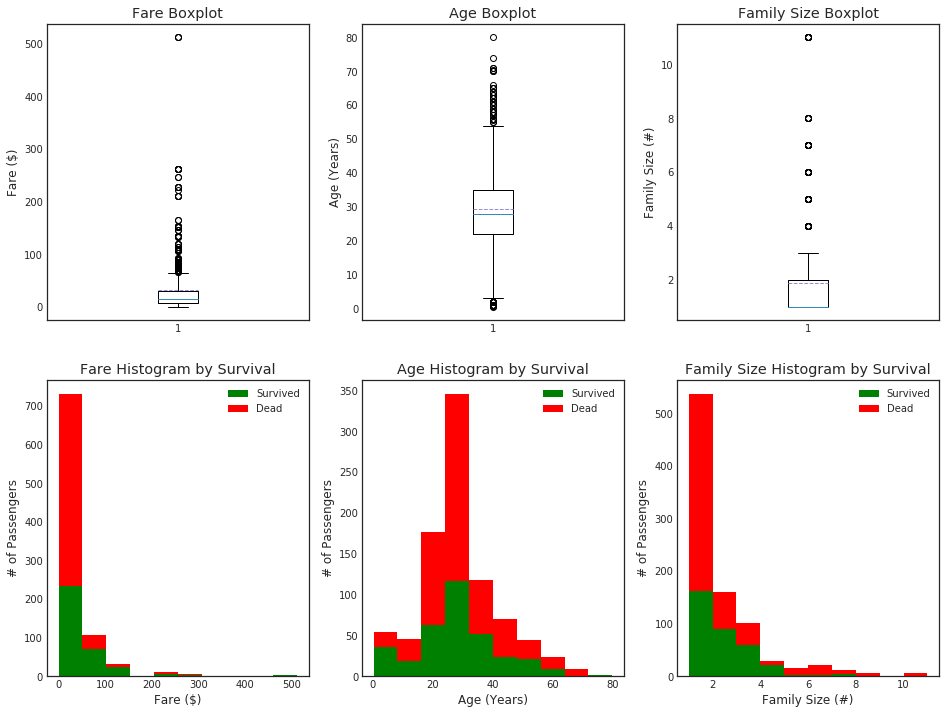 Fare Boxplot
Fare ($)
500
400
300
200
100
0
1
Age Boxplot
Age (Years)
80
70
60
50
40
30
20
10
0
1
Family Size Boxplot
Family Size (#)
10
8
6
4
2
1
Fare Histogram by Survival
Survived
Dead
# of Passengers
700
600
500
400
300
200
100
0
0 100 200 300 400 500
Fare ($)
Age Histogram by Survival
Survived
Dead
# of Passengers
350
300
250
200
150
100
50
0
0 20 40 60 80
Age (Years)
Family Size Histogram by Survival
Survived
Dead
# of Passengers
500
400
300
200
100
0
2 4 6 8 10
Family Size (#)